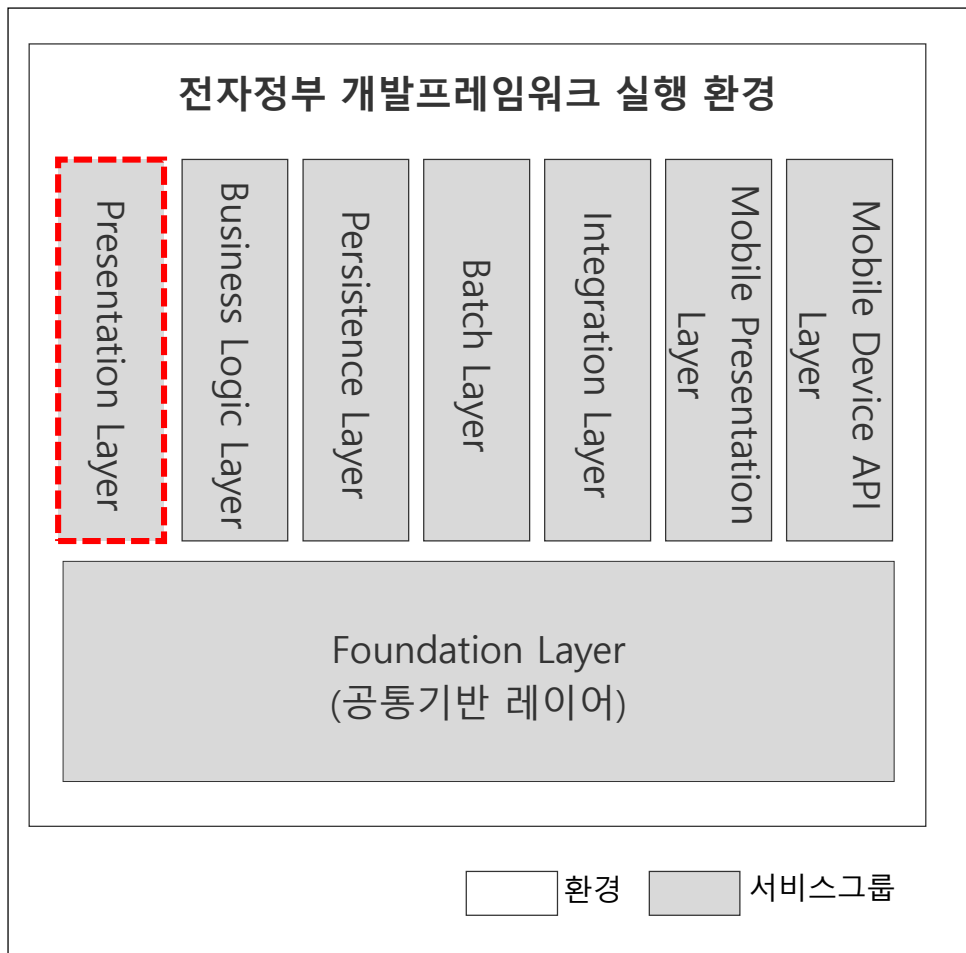 전자정부 개발프레임워크 실행 환경
Presentation Layer
Business Logic Layer
Persistence Layer
Batch Layer
Integration Layer
Mobile Presentation
Layer
Mobile Device API
Layer
Foundation Layer
(공통기반 레이어)
환경
서비스그룹